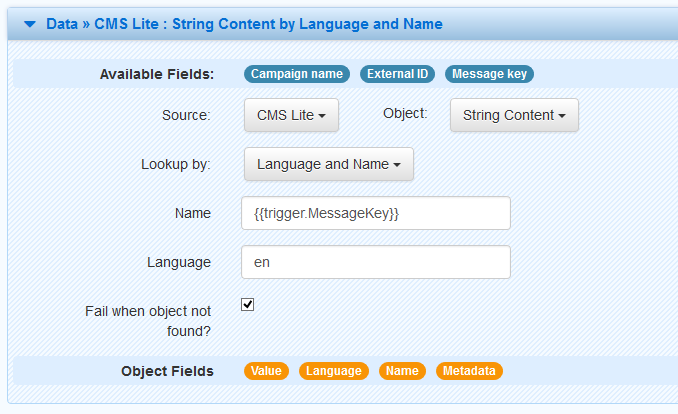 Data » CMS Lite : String Content by Language and Name
Available Fields: Campaign name External ID Message key
Source: CMS Lite Object: String Content
Lookup by: Language and Name
Name {{trigger.MessageKey}}
Language en
Fail when object not
found?
Object Fields Value Language Name Metadata